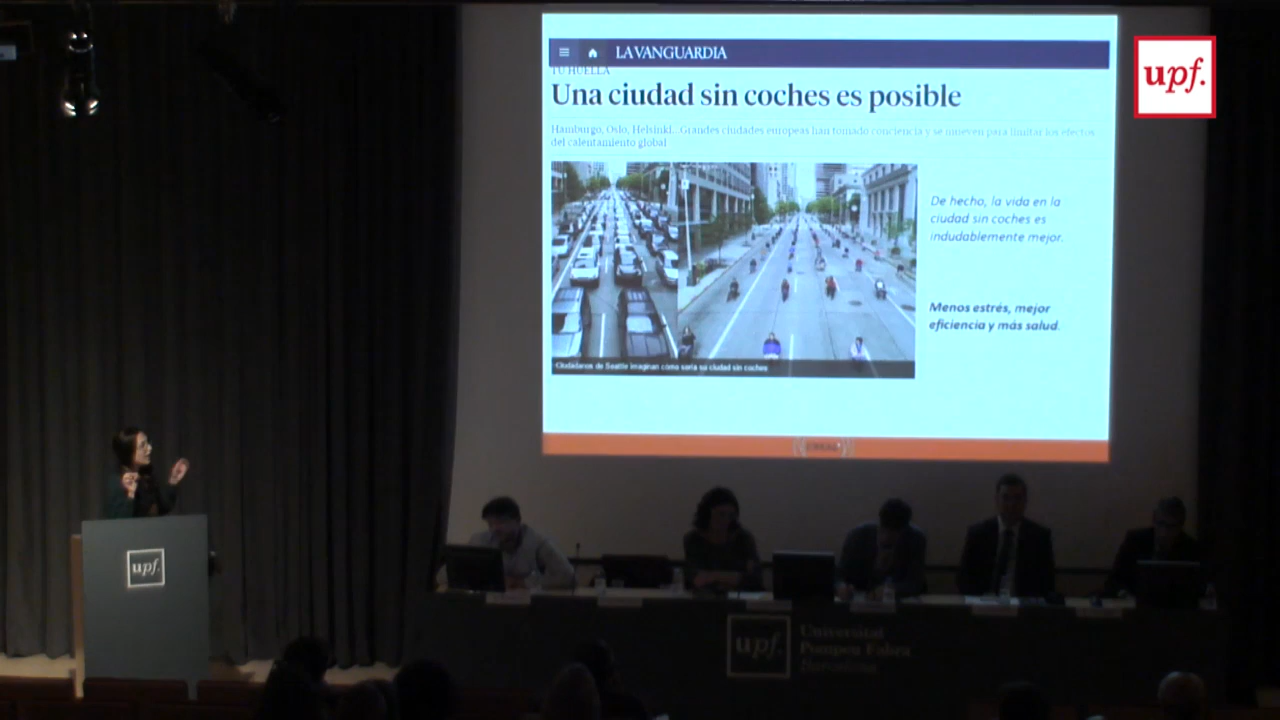 LAVANGUARDIA
TU HUELLA
Una ciudad sin coches es posible
Hamburgo, Oslo, Helsinki...Grandes ciudades europeas han tomado conciencia y se mueven para limitar los efectos
del calentamiento global
De hecho, la vida en la
ciudad sin coches es
indudablemente mejor.
Menos estrés, mejor
eficiencia y más salud.
Ciudadanos de Seattle imaginan cómo sería su ciudad sin coches
upf.
upf.
upf.
Universitat
Pompeu Fabra
Barcelona